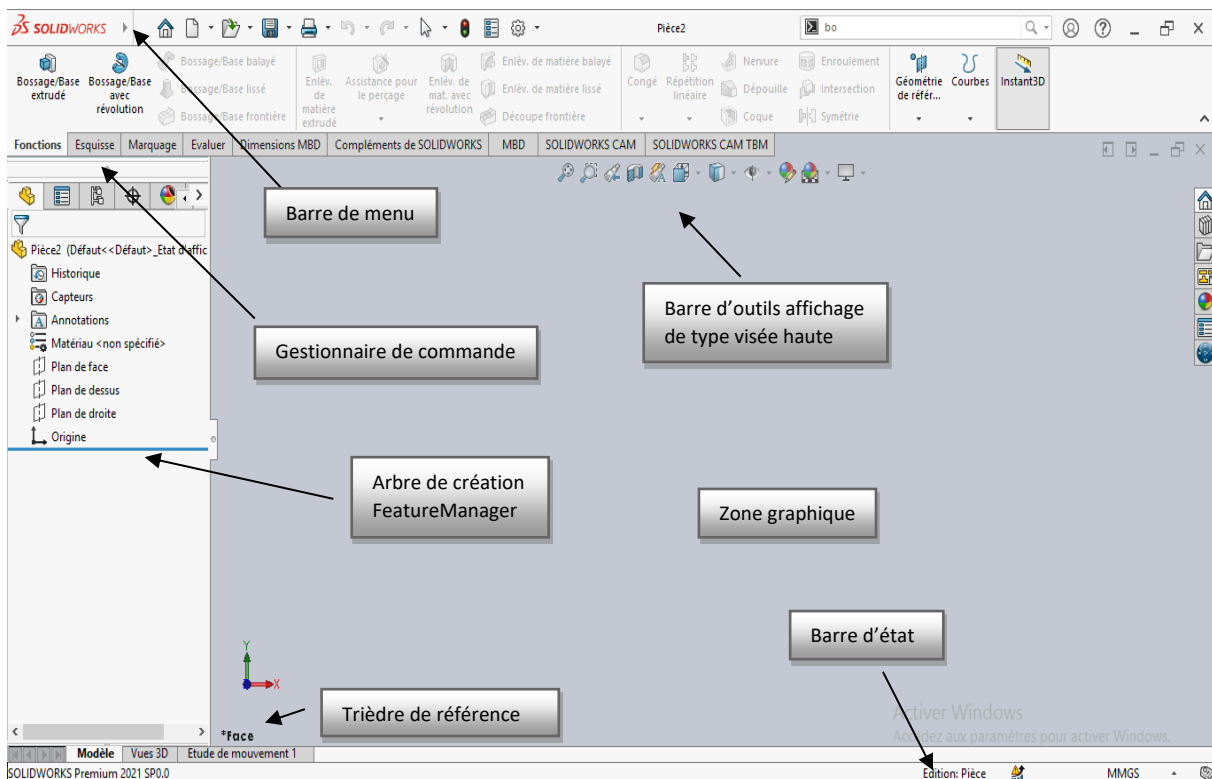 SOLIDWORKS
Pièce2
bo
Bossage/Base extrudé
Bossage/Base avec révolution
Bossage/Base balayé
Bossage/Base lissé
Bossage/Base frontière
Enlèv. de matière extrudé
Assistance pour le perçage
Enlèv. de mat. avec révolution
Enlèv. de matière balayé
Enlèv. de matière lissé
Découpe frontière
Congé
Répétition linéaire
Nervure
Dépouille
Coque
Enroulement
Intersection
Symétrie
Géométrie de référ...
Courbes
Instant3D
Fonctions Esquisse Marquage Evaluer Dimensions MBD Compléments de SOLIDWORKS MBD SOLIDWORKS CAM SOLIDWORKS CAM TBM
Pièce2 (Défaut<<Défaut>_Etat d'affic
Historique
Capteurs
Annotations
Matériau <non spécifié>
Plan de face
Plan de dessus
Plan de droite
Origine
Barre de menu
Barre d’outils affichage
de type visée haute
Gestionnaire de commande
Arbre de création
FeatureManager
Zone graphique
Barre d’état
Trièdre de référence
Y
X
*Face
Activer Windows
Accédez aux paramètres pour activer Windows.
Modèle Vues 3D Etude de mouvement 1
SOLIDWORKS Premium 2021 SP0.0
Edition: Pièce
MMGS